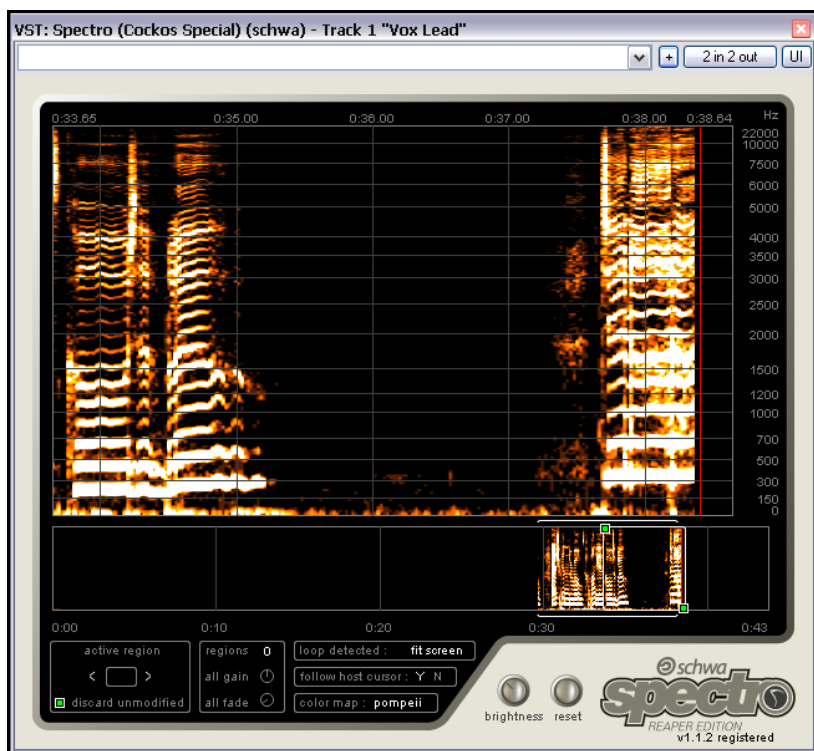 VST: Spectro (Cockos Special) (schwa) - Track 1 "Vox Lead"
+ 2 in 2 out UI
0:33.65 0:35.00 0:36.00 0:37.00 0:38.00 0:38.64 Hz
22000
10000
7500
6000
5000
4000
3500
3000
2500
2000
1500
1200
1000
700
500
300
150
0
0:00 0:10 0:20 0:30 0:43
active region
< >
discard unmodified
regions 0
all gain
all fade
loop detected : fit screen
follow host cursor : Y N
color map : pompeii
brightness reset
schwa
spectro
REAPER EDITION
v1.1.2 registered